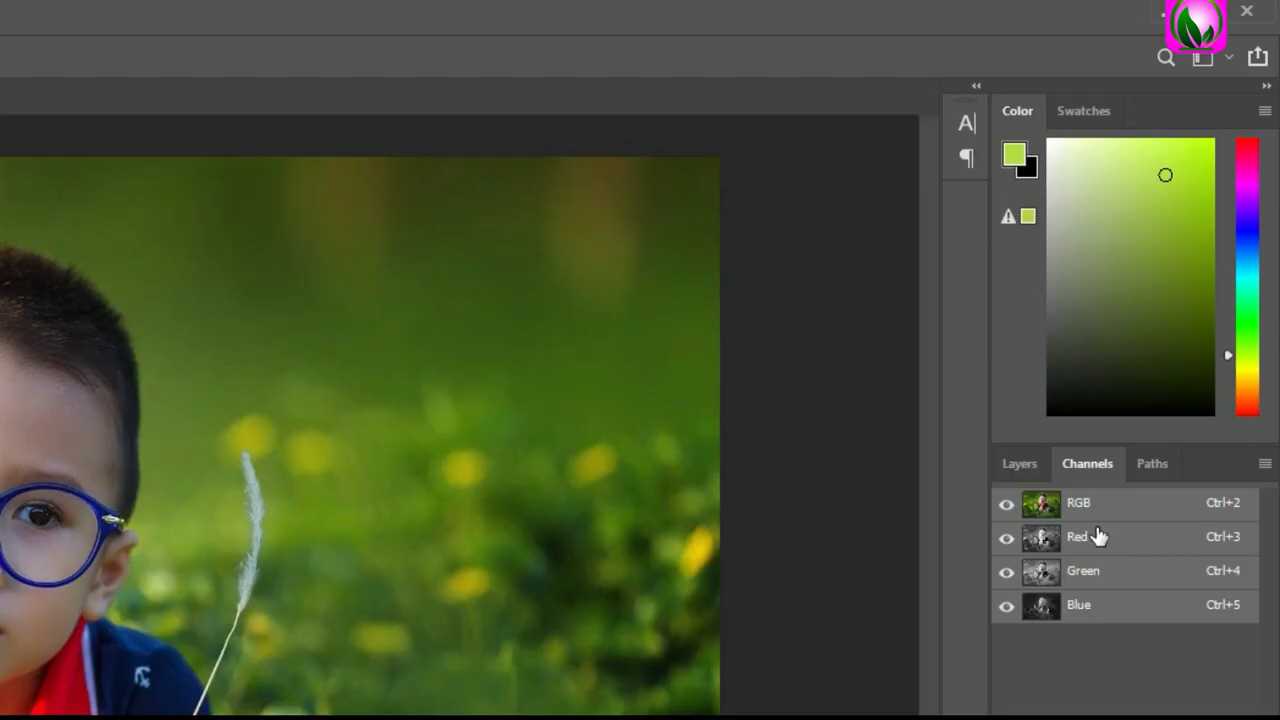 Color Swatches
A|
Layers Channels Paths
RGB Ctrl+2
Red Ctrl+3
Green Ctrl+4
Blue Ctrl+5